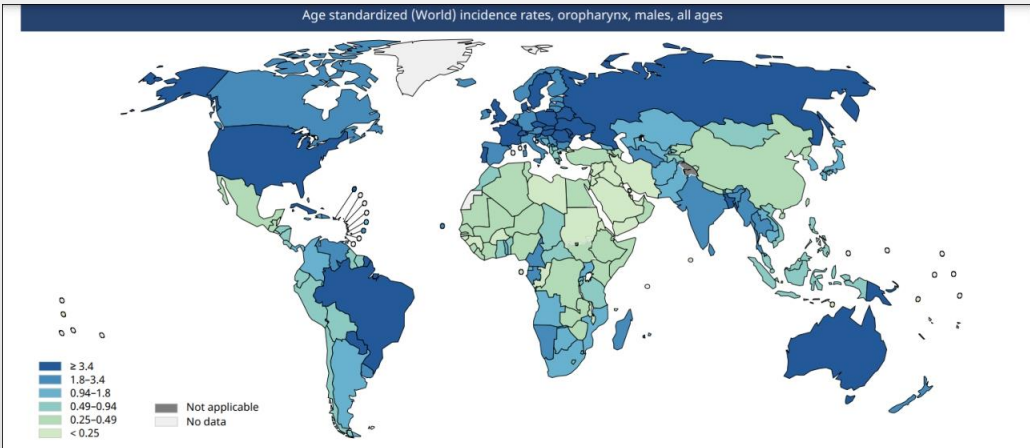 Age standardized (World) incidence rates, oropharynx, males, all ages
≥ 3.4
1.8–3.4
0.94–1.8
0.49–0.94
0.25–0.49
< 0.25
Not applicable
No data